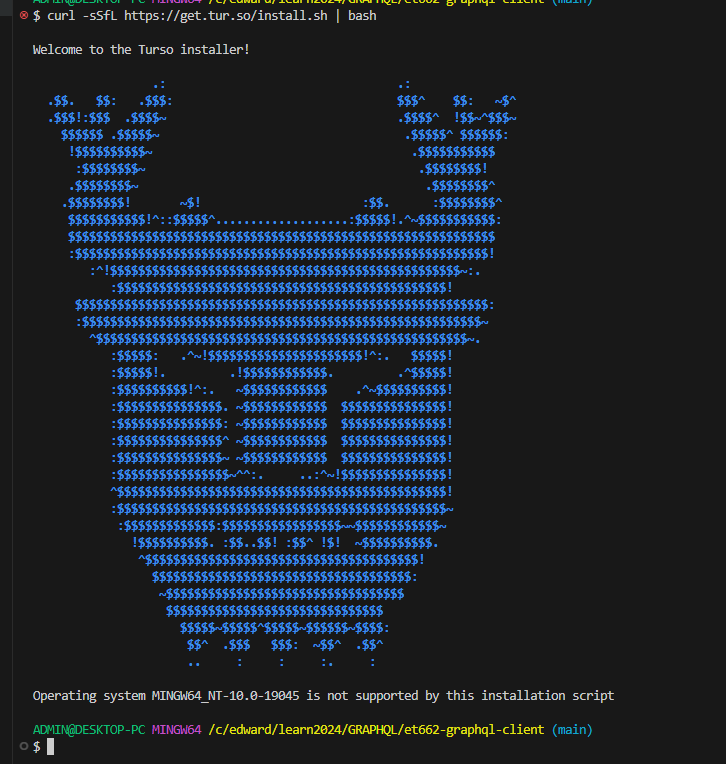 ADMIN@DESKTOP-PC MINGW64 /c/edward/learn2024/GRAPHQL/et662-graphql-client (main)
$ curl -sSfL https://get.tur.so/install.sh | bash
Welcome to the Turso installer!
Operating system MINGW64_NT-10.0-19045 is not supported by this installation script
ADMIN@DESKTOP-PC MINGW64 /c/edward/learn2024/GRAPHQL/et662-graphql-client (main)
$